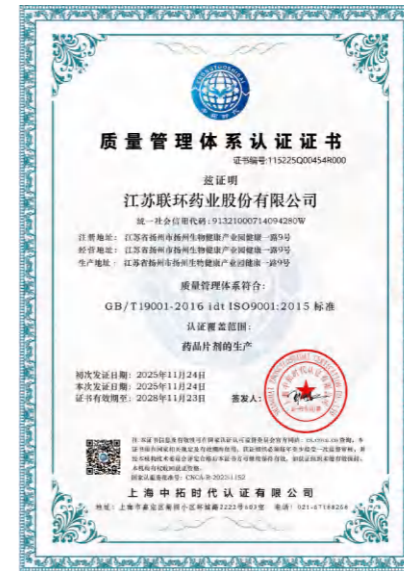 质量管理体系认证证书
证书编号:115225Q00454R000
兹证明
江苏联环药业股份有限公司
统一社会信用代码:91321000714094280W
注册地址: 江苏省扬州市扬州生物健康产业园健康一路9号
经营地址: 江苏省扬州市扬州生物健康产业园健康一路9号
生产地址: 江苏省扬州市扬州生物健康产业园健康一路9号
质量管理体系符合:
GB/T19001-2016 idt ISO9001:2015 标准
认证覆盖范围:
药品片剂的生产
初次发证日期: 2025年11月24日
本次发证日期: 2025年11月24日
证书有效期至: 2028年11月23日
签发人:
上海中拓时代认证有限公司